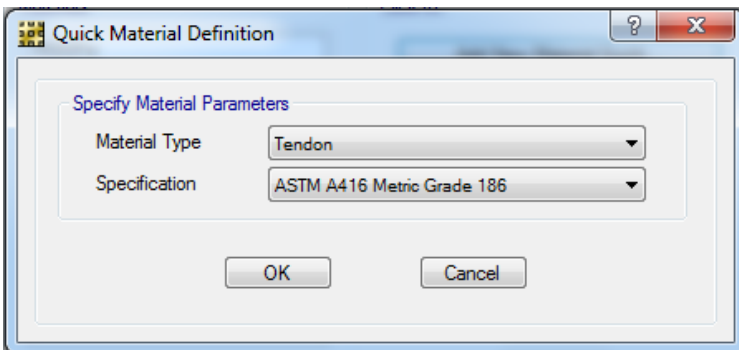 Quick Material Definition
Specify Material Parameters
Material Type Tendon
Specification ASTM A416 Metric Grade 186
OK Cancel